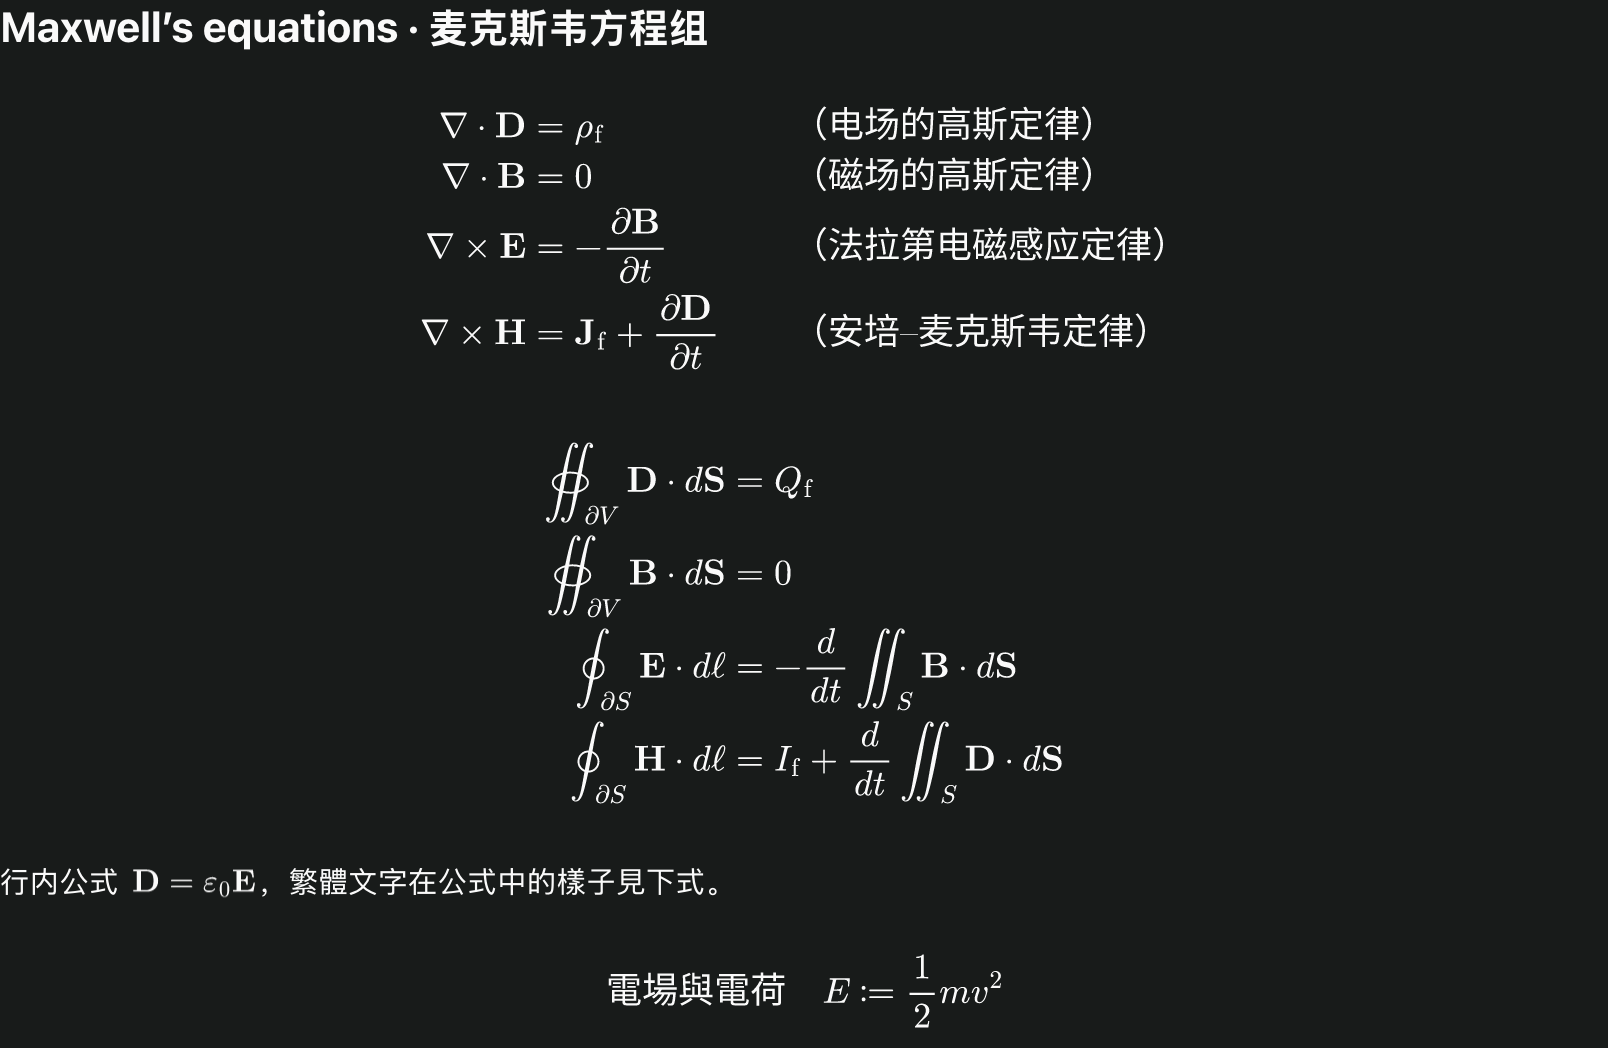 Maxwell’s equations · 麦克斯韦方程组
∇ · D = ρ_f （电场的高斯定律）
∇ · B = 0 （磁场的高斯定律）
∇ × E = −∂B/∂t （法拉第电磁感应定律）
∇ × H = J_f + ∂D/∂t （安培–麦克斯韦定律）
∯_∂V D · dS = Q_f
∯_∂V B · dS = 0
∮_∂S E · dℓ = −d/dt ∬_S B · dS
∮_∂S H · dℓ = I_f + d/dt ∬_S D · dS
行内公式 D = ε₀E，繁體文字在公式中的樣子見下式。
電場與電荷 E := 1/2 mv²